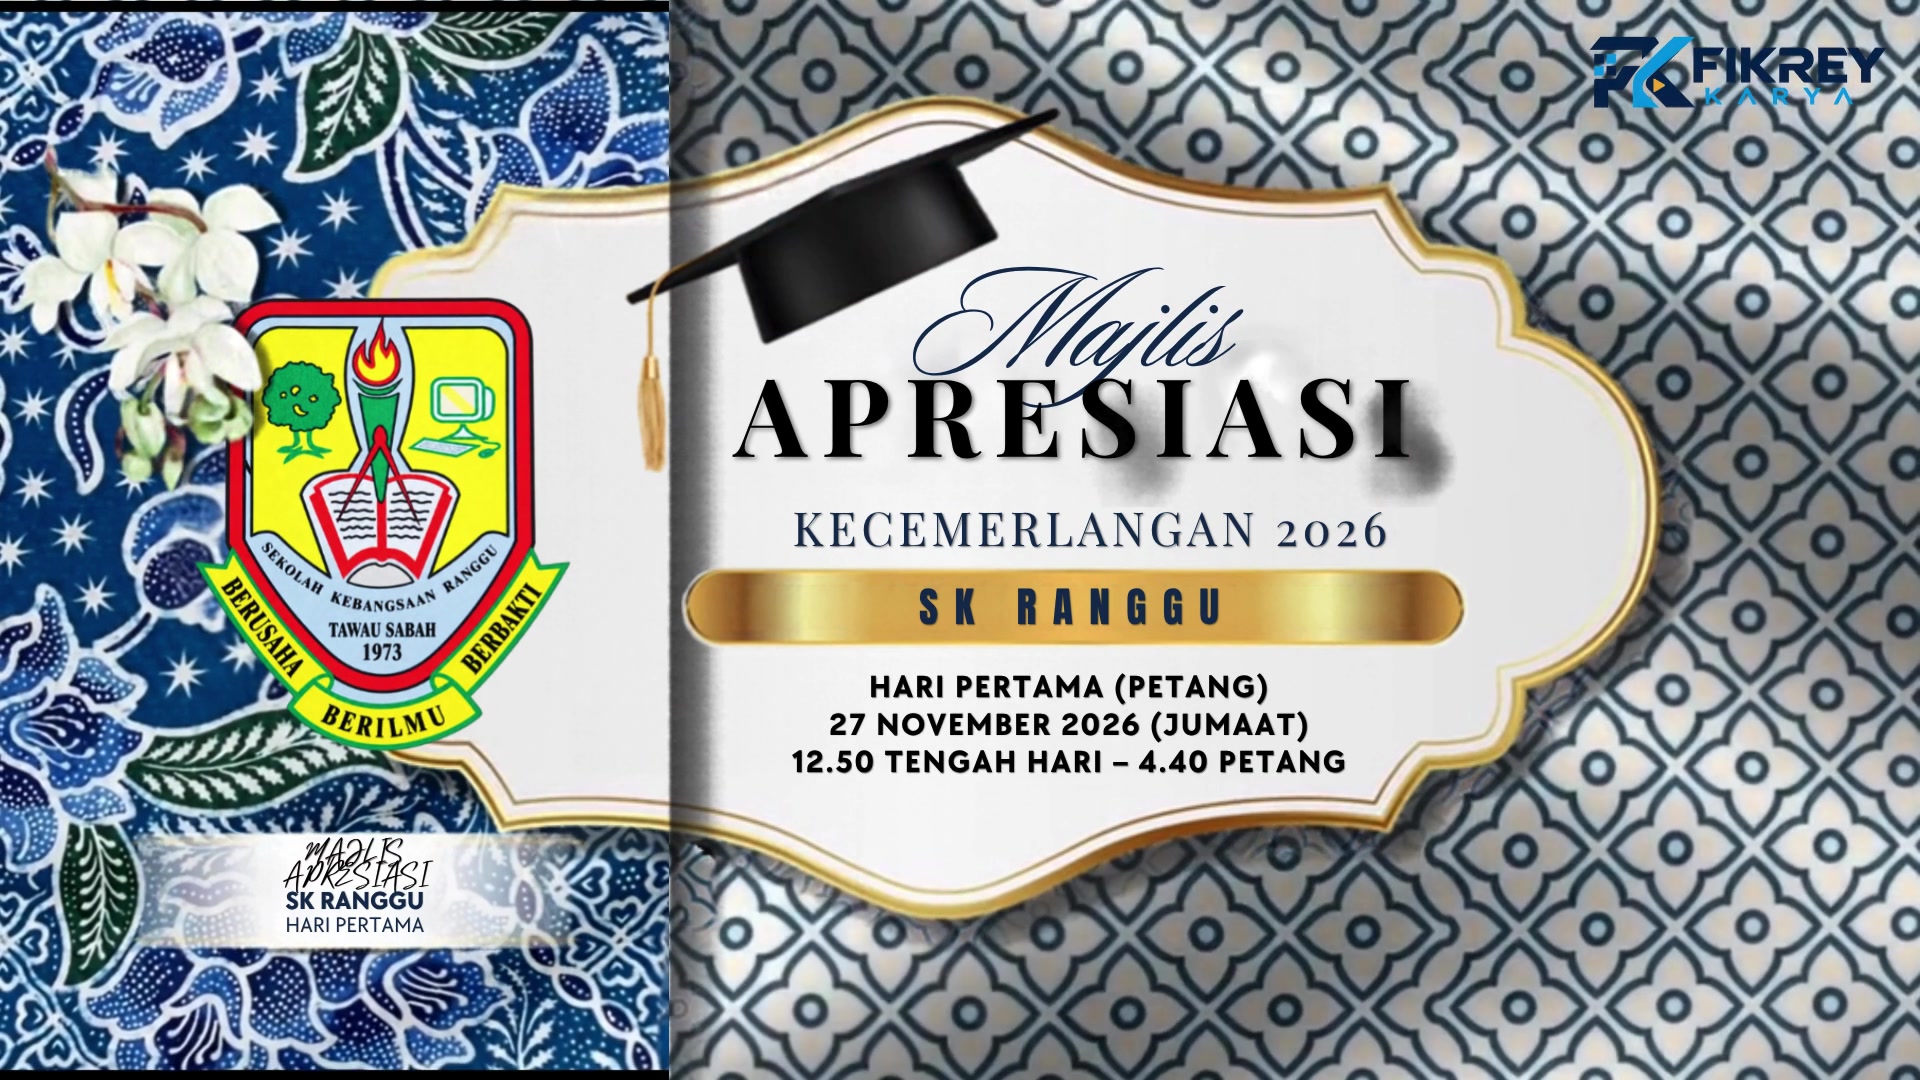 FIKREY
KARYA
Majlis
APRESIASI
KECEMERLANGAN 2026
SK RANGGU
HARI PERTAMA (PETANG)
27 NOVEMBER 2026 (JUMAAT)
12.50 TENGAH HARI – 4.40 PETANG
SEKOLAH KEBANGSAAN RANGGU
TAWAU SABAH
1973
BERUSAHA
BERILMU
BERBAKTI
MAJLIS
APRESIASI
SK RANGGU
HARI PERTAMA